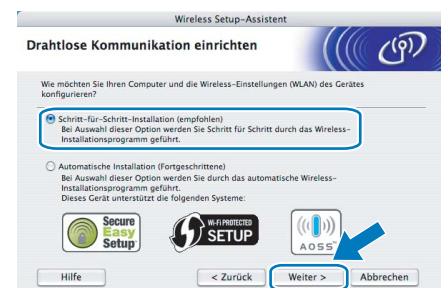 Wireless Setup-Assistent
Drahtlose Kommunikation einrichten
Wie möchten Sie Ihren Computer und die Wireless-Einstellungen (WLAN) des Gerätes
konfigurieren?
Schritt-für-Schritt-Installation (empfohlen)
Bei Auswahl dieser Option werden Sie Schritt für Schritt durch das Wireless-
Installationsprogramm geführt.
Automatische Installation (Fortgeschrittene)
Bei Auswahl dieser Option werden Sie durch das automatische Wireless-
Installationsprogramm geführt.
Dieses Gerät unterstützt die folgenden Systeme:
Secure
Easy
Setup
WI-FI PROTECTED
SETUP
AOSS
Hilfe
< Zurück
Weiter >
Abbrechen